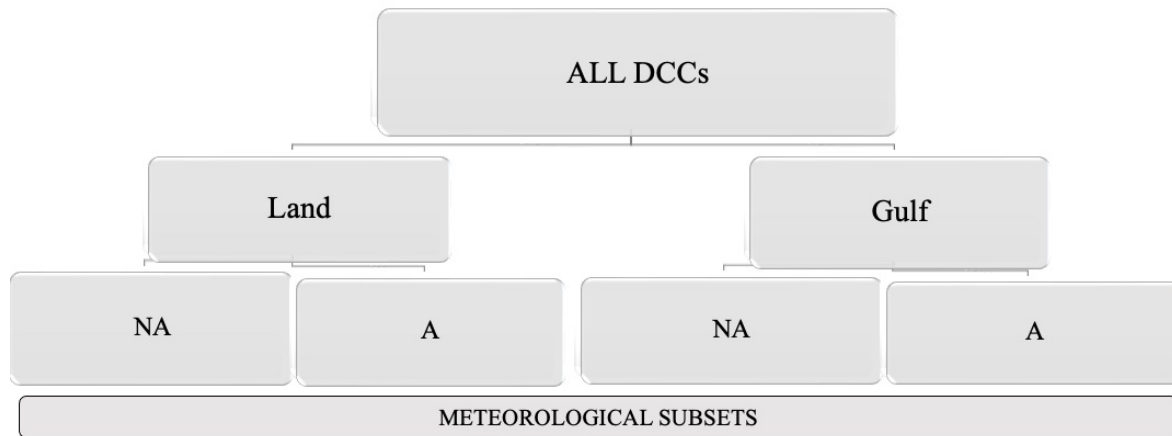 ALL DCCs
Land
Gulf
NA
A
NA
A
METEOROLOGICAL SUBSETS